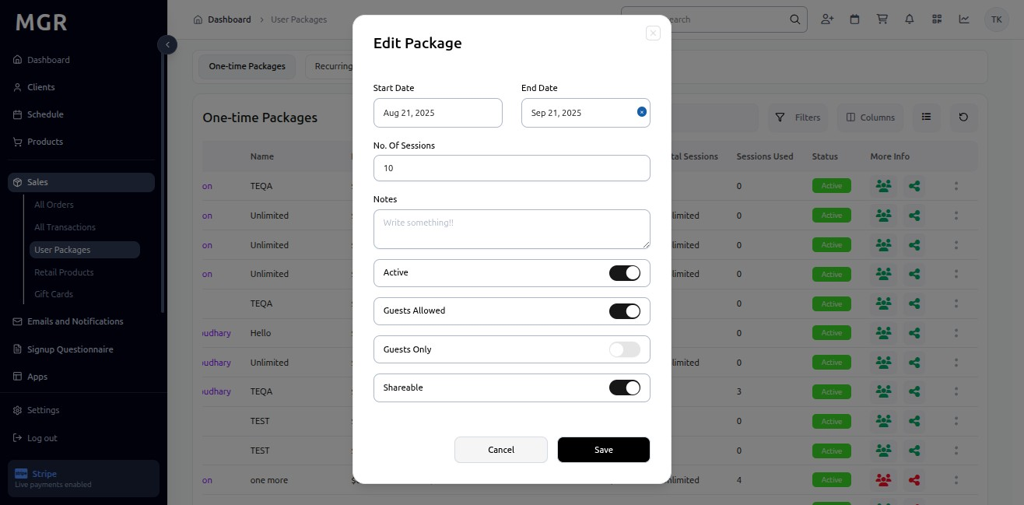 MGR
Dashboard
Clients
Schedule
Products
Sales
All Orders
All Transactions
User Packages
Retail Products
Gift Cards
Emails and Notifications
Signup Questionnaire
Apps
Settings
Log out
Stripe
Live payments enabled
Dashboard > User Packages
earch
TK
One-time Packages
Recurring
One-time Packages
Filters
Columns
Name
tal Sessions
Sessions Used
Status
More Info
on TEQA 0 Active
on Unlimited limited 0 Active
on Unlimited limited 0 Active
on Unlimited limited 0 Active
TEQA 0 Active
oudhary Hello 0 Active
oudhary Unlimited limited 0 Active
oudhary TEQA 3 Active
TEST 0 Active
TEST 0 Active
on one more limited 4 Active
Edit Package
Start Date
End Date
Aug 21, 2025
Sep 21, 2025
No. Of Sessions
10
Notes
Write something!!
Active
Guests Allowed
Guests Only
Shareable
Cancel
Save